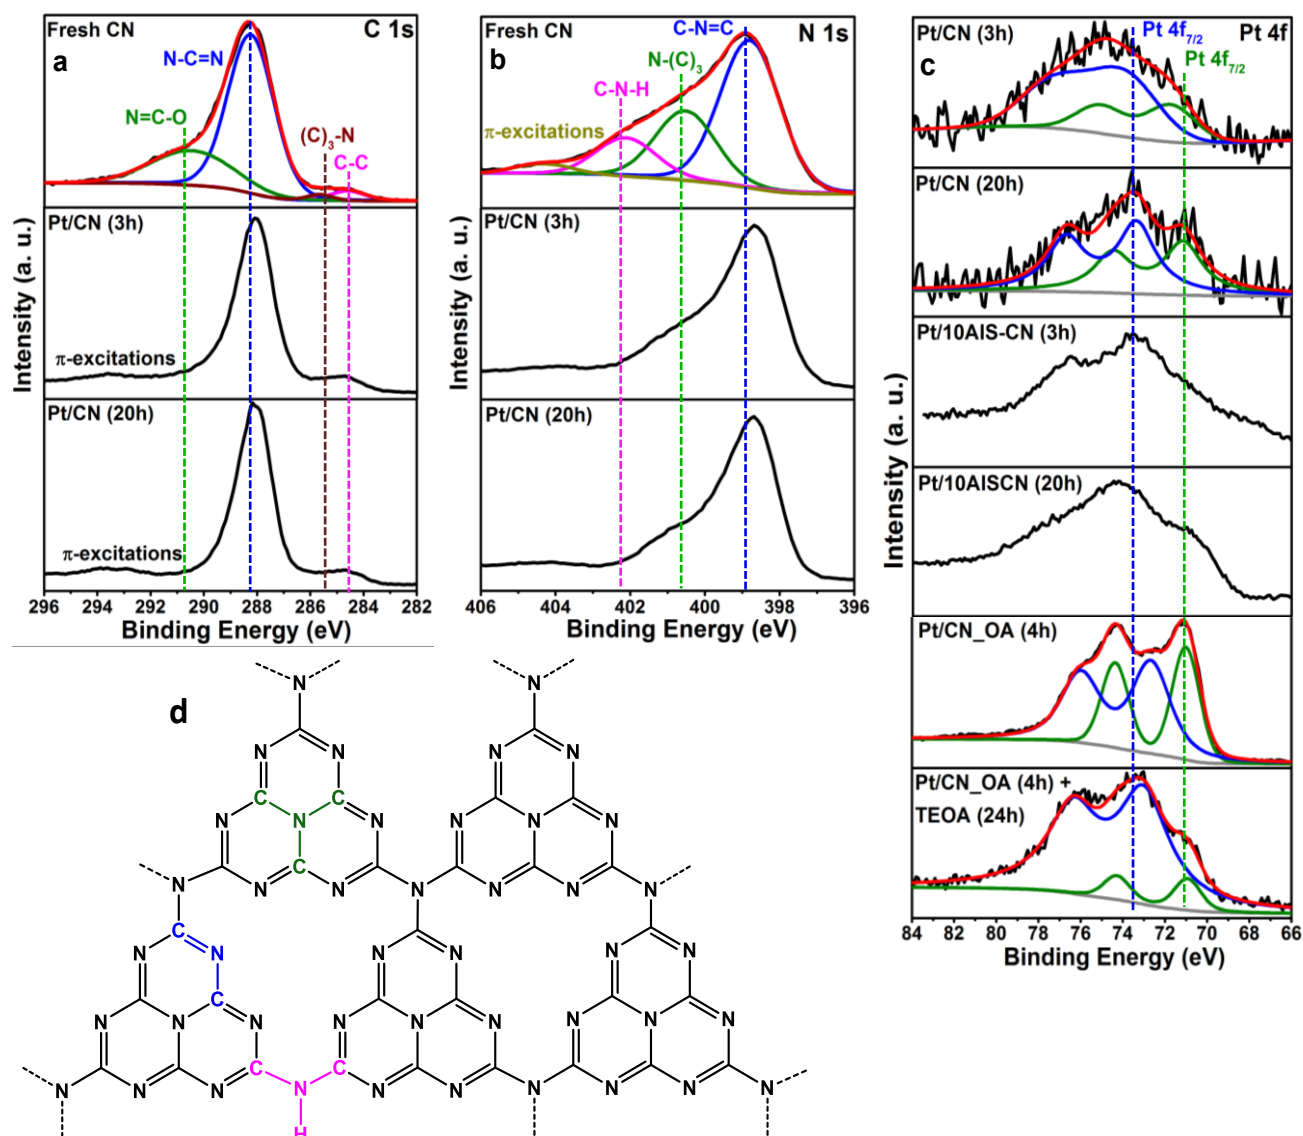 Fresh CN
C 1s
a
N-C=N
N=C-O
(C)3-N
C-C
Pt/CN (3h)
π-excitations
Pt/CN (20h)
π-excitations
Intensity (a. u.)
296 294 292 290 288 286 284 282
Binding Energy (eV)
Fresh CN
C-N=C
N 1s
b
N-(C)3
C-N-H
π-excitations
Pt/CN (3h)
Pt/CN (20h)
Intensity (a. u.)
406 404 402 400 398 396
Binding Energy (eV)
Pt/CN (3h)
Pt 4f7/2
Pt 4f
c
Pt 4f7/2
Pt/CN (20h)
Pt/10AIS-CN (3h)
Pt/10AISCN (20h)
Pt/CN_OA (4h)
Pt/CN_OA (4h) +
TEOA (24h)
Intensity (a. u.)
84 82 80 78 76 74 72 70 68 66
Binding Energy (eV)
d
N N
N N N N
C C
N N N N N
C
N N N N
N N N
C
N N N N N
C
N N N N N N N N N
C C
N N N N N N N N N N
H